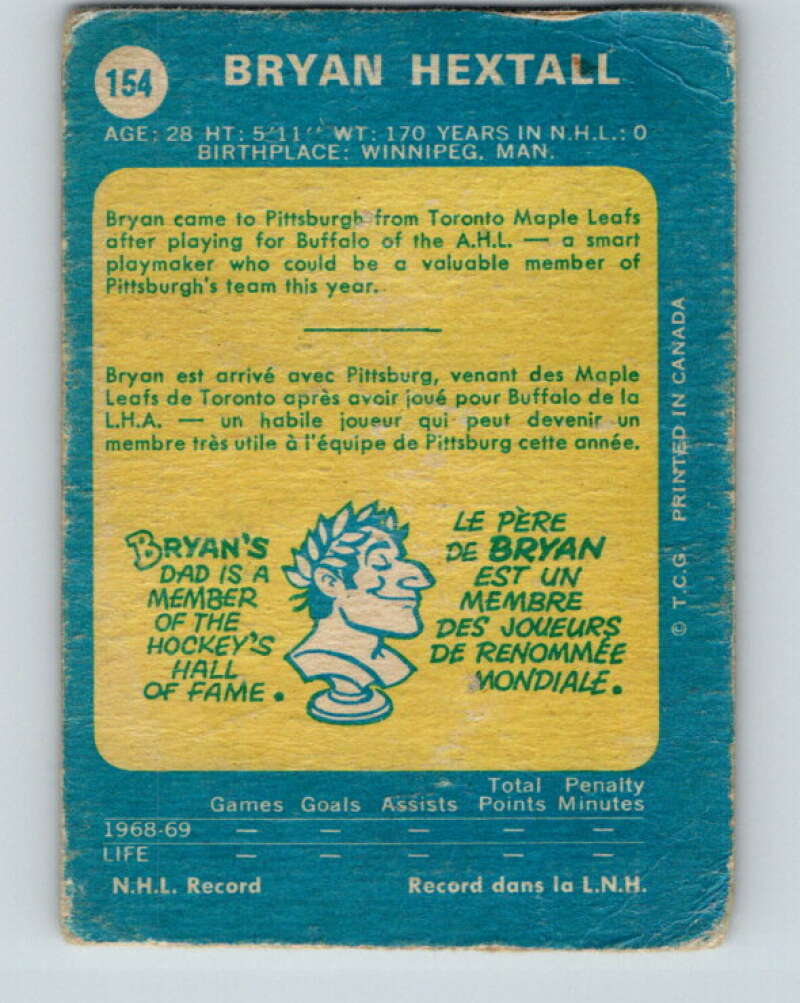 154
BRYAN HEXTALL
AGE: 28 HT: 5'11" WT: 170 YEARS IN N.H.L.: 0
BIRTHPLACE: WINNIPEG, MAN.
Bryan came to Pittsburgh from Toronto Maple Leafs
after playing for Buffalo of the A.H.L. — a smart
playmaker who could be a valuable member of
Pittsburgh's team this year.
Bryan est arrivé avec Pittsburg, venant des Maple
Leafs de Toronto après avoir joué pour Buffalo de la
L.H.A. — un habile joueur qui peut devenir un
membre très utile à l'équipe de Pittsburg cette année.
BRYAN'S
DAD IS A
MEMBER
OF THE
HOCKEY'S
HALL
OF FAME.
LE PÈRE
DE BRYAN
EST UN
MEMBRE
DES JOUEURS
DE RENOMMÉE
MONDIALE.
© T.C.G. PRINTED IN CANADA
Total Penalty
Games Goals Assists Points Minutes
1968-69 — — — — —
LIFE — — — — —
N.H.L. Record Record dans la L.N.H.